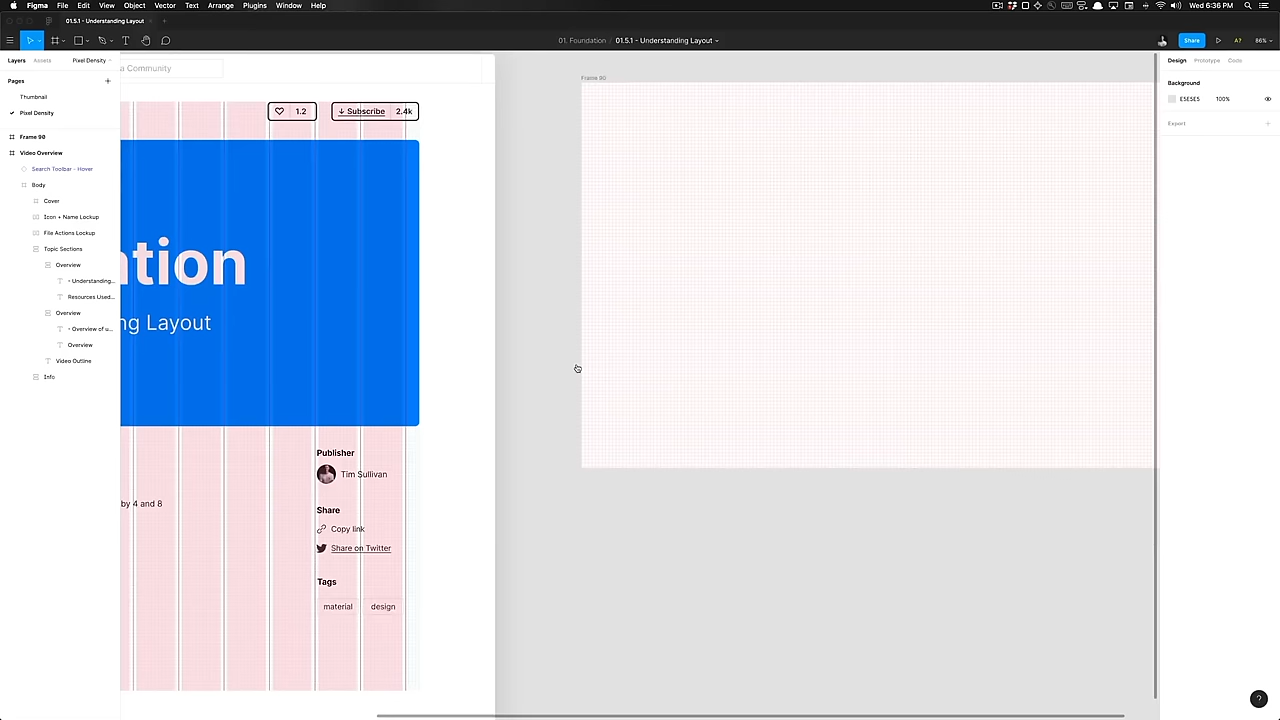 Figma File Edit View Object Vector Text Arrange Plugins Window Help
Wed 6:36 PM
01.5.1 - Understanding Layout
01. Foundation / 01.5.1 - Understanding Layout
Share
A?
86%
Layers Assets Pixel Density
Pages
Thumbnail
Pixel Density
Frame 90
Video Overview
Search Toolbar - Hover
Body
Cover
Icon + Name Lockup
File Actions Lockup
Topic Sections
Overview
• Understanding...
Resources Used...
Overview
• Overview of u...
Overview
Video Outline
Info
a Community
1.2
↓ Subscribe 2.4k
ation
ng Layout
Publisher
Tim Sullivan
by 4 and 8
Share
Copy link
Share on Twitter
Tags
material design
Frame 90
Design Prototype Code
Background
E5E5E5 100%
Export
?